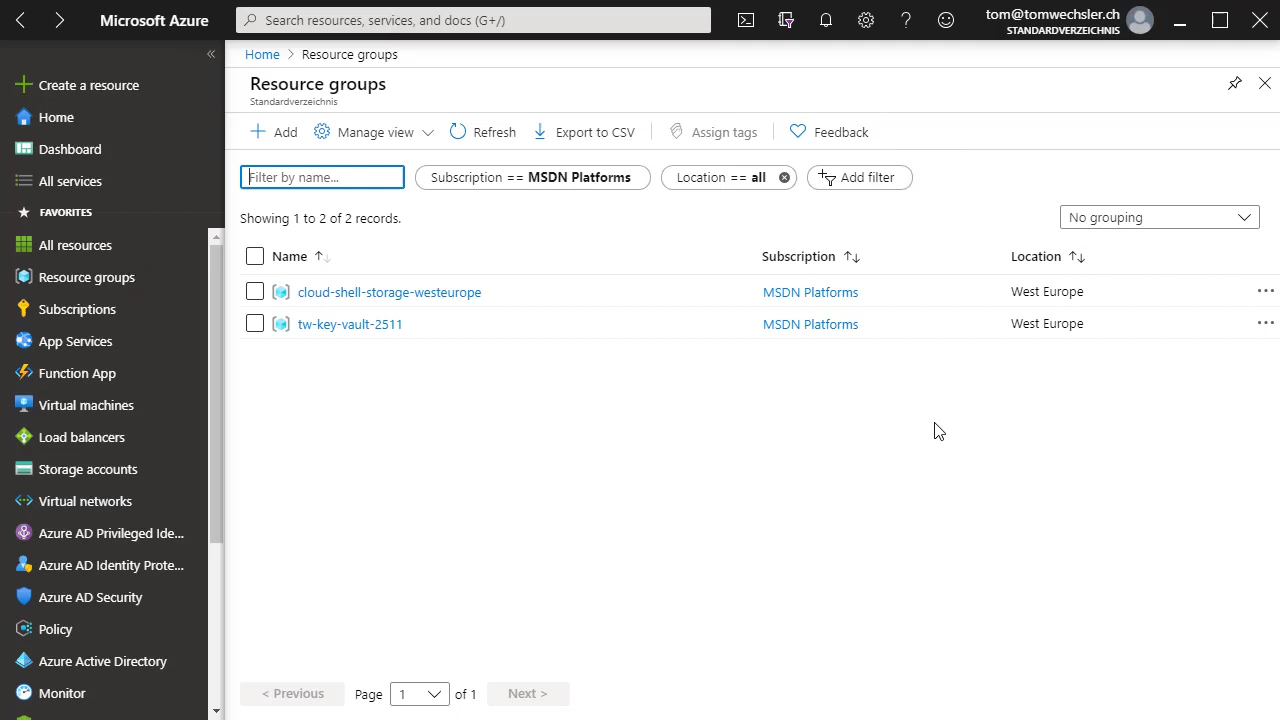 Microsoft Azure
Search resources, services, and docs (G+/)
tom@tomwechsler.ch
STANDARDVERZEICHNIS
Create a resource
Home
Dashboard
All services
FAVORITES
All resources
Resource groups
Subscriptions
App Services
Function App
Virtual machines
Load balancers
Storage accounts
Virtual networks
Azure AD Privileged Ide...
Azure AD Identity Prote...
Azure AD Security
Policy
Azure Active Directory
Monitor
Home > Resource groups
Resource groups
Standardverzeichnis
Add Manage view Refresh Export to CSV Assign tags Feedback
Filter by name... Subscription == MSDN Platforms Location == all Add filter
Showing 1 to 2 of 2 records. No grouping
Name Subscription Location
cloud-shell-storage-westeurope MSDN Platforms West Europe
tw-key-vault-2511 MSDN Platforms West Europe
< Previous Page 1 of 1 Next >